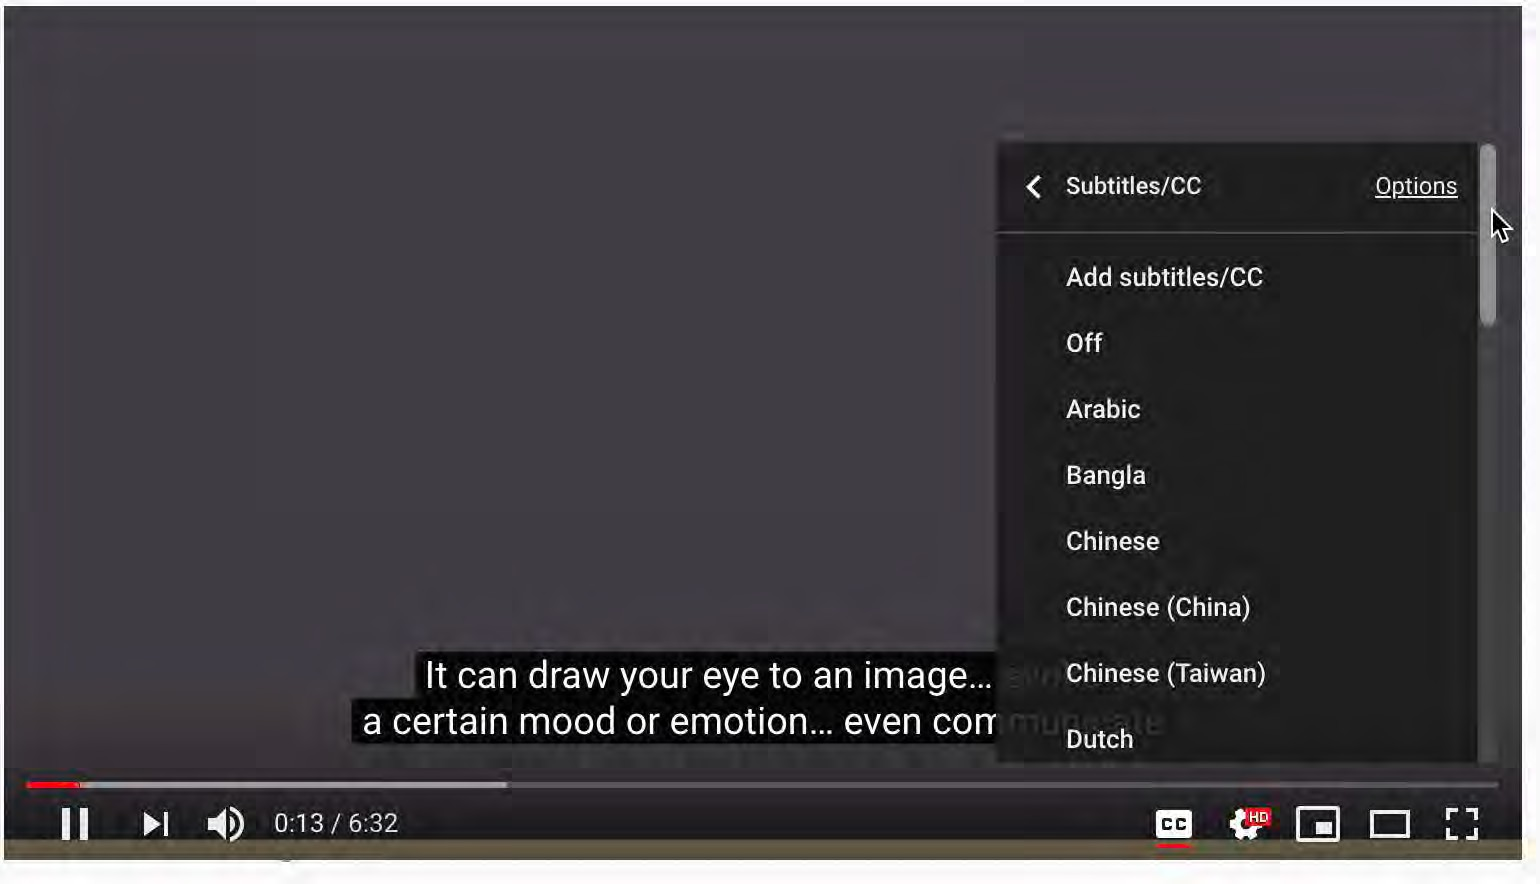 Subtitles/CC Options
Add subtitles/CC
Off
Arabic
Bangla
Chinese
Chinese (China)
Chinese (Taiwan)
Dutch
It can draw your eye to an image...
a certain mood or emotion... even communicate
0:13 / 6:32
CC
HD